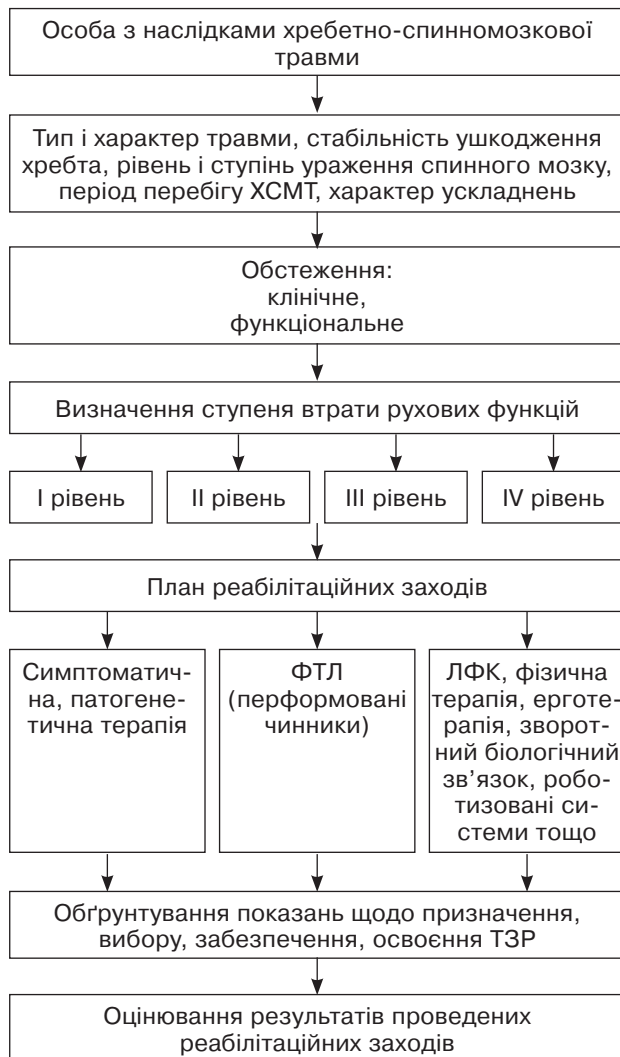 Особа з наслідками хребетно-спинномозкової
травми
Тип і характер травми, стабільність ушкодження
хребта, рівень і ступінь ураження спинного мозку,
період перебігу ХСМТ, характер ускладнень
Обстеження:
клінічне,
функціональне
Визначення ступеня втрати рухових функцій
I рівень
II рівень
III рівень
IV рівень
План реабілітаційних заходів
Симптоматич-
на, патогене-
тична терапія
ФТЛ
(перформовані
чинники)
ЛФК, фізична
терапія, ерготе-
рапія, зворот-
ний біологічний
зв’язок, робо-
тизовані си-
стеми тощо
Обґрунтування показань щодо призначення,
вибору, забезпечення, освоєння ТЗР
Оцінювання результатів проведених
реабілітаційних заходів